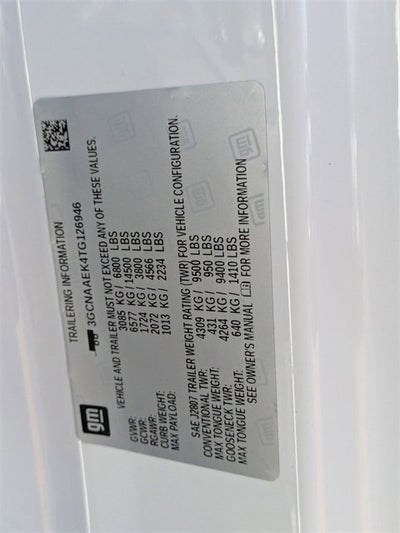 TRAILERING INFORMATION
3GCNAAEK4TG126946
gm
VEHICLE AND TRAILER MUST NOT EXCEED ANY OF THESE VALUES.
GVWR: 3085 KG/ 6800 LBS
GCWR: 6577 KG/ 14500 LBS
RGAWR: 1724 KG/ 3800 LBS
CURB WEIGHT: 2072 KG/ 4566 LBS
MAX PAYLOAD: 1013 KG/ 2234 LBS
SAE J2807 TRAILER WEIGHT RATING (TWR) FOR VEHICLE CONFIGURATION.
CONVENTIONAL TWR: 4309 KG/ 9500 LBS
MAX TONGUE WEIGHT: 431 KG/ 950 LBS
GOOSENECK TWR: 4264 KG/ 9400 LBS
MAX TONGUE WEIGHT: 640 KG/ 1410 LBS
SEE OWNER'S MANUAL FOR MORE INFORMATION